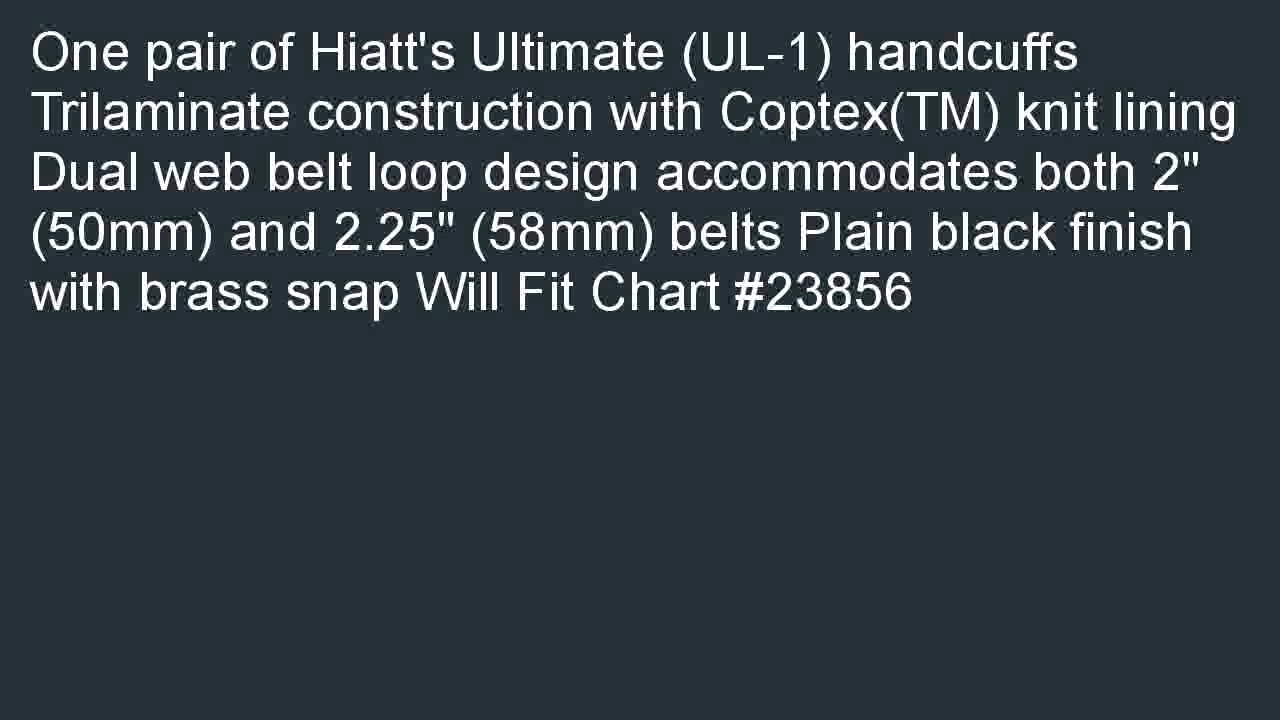 One pair of Hiatt's Ultimate (UL-1) handcuffs
Trilaminate construction with Coptex(TM) knit lining
Dual web belt loop design accommodates both 2"
(50mm) and 2.25" (58mm) belts Plain black finish
with brass snap Will Fit Chart #23856